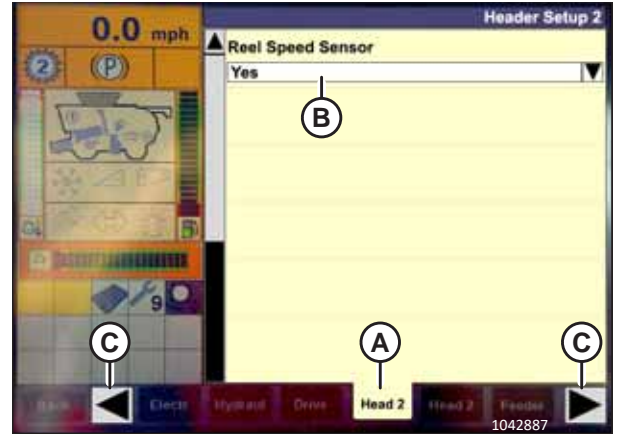 Header Setup 2
0.0 mph
Reel Speed Sensor
2
P
Yes
B
9
C
A
C
Back
Electr
Hydraul
Drive
Head 2
Head 2
Feeder
1042887